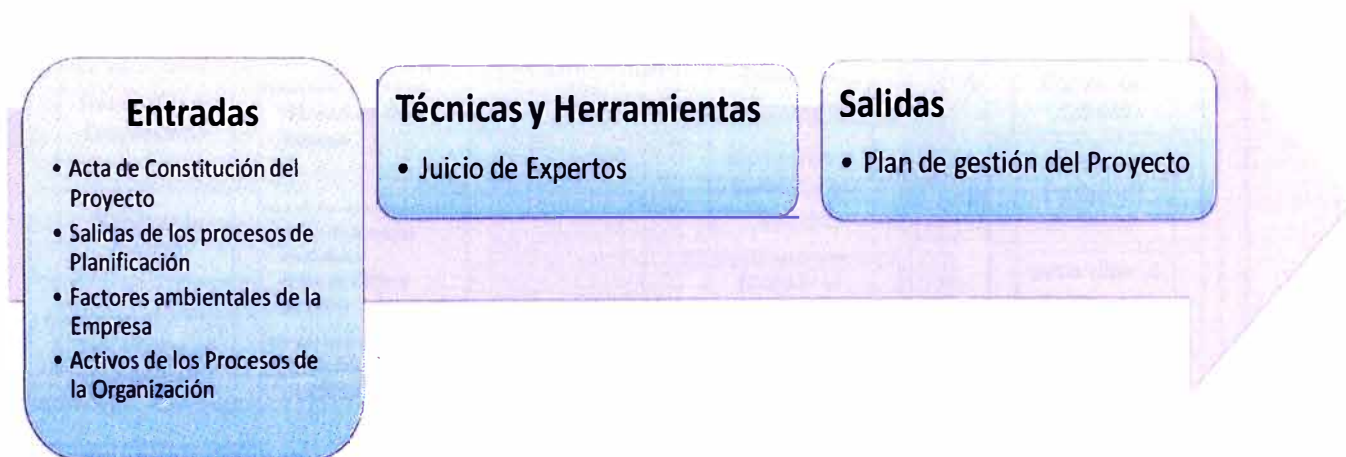 Entradas
• Acta de Constitución del
Proyecto
• Salidas de los procesos de
Planificación
• Factores ambientales de la
Empresa
• Activos de los Procesos de
la Organización
Técnicas y Herramientas
• Juicio de Expertos
Salidas
• Plan de gestión del Proyecto